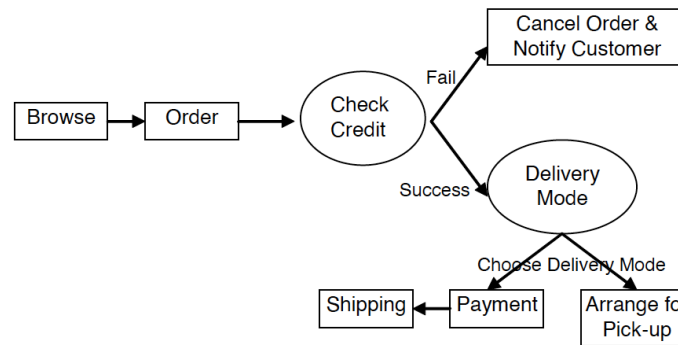 Cancel Order &
Notify Customer
Fail
Browse
Order
Check
Credit
Success
Delivery
Mode
Choose Delivery Mode
Shipping
Payment
Arrange fo
Pick-up